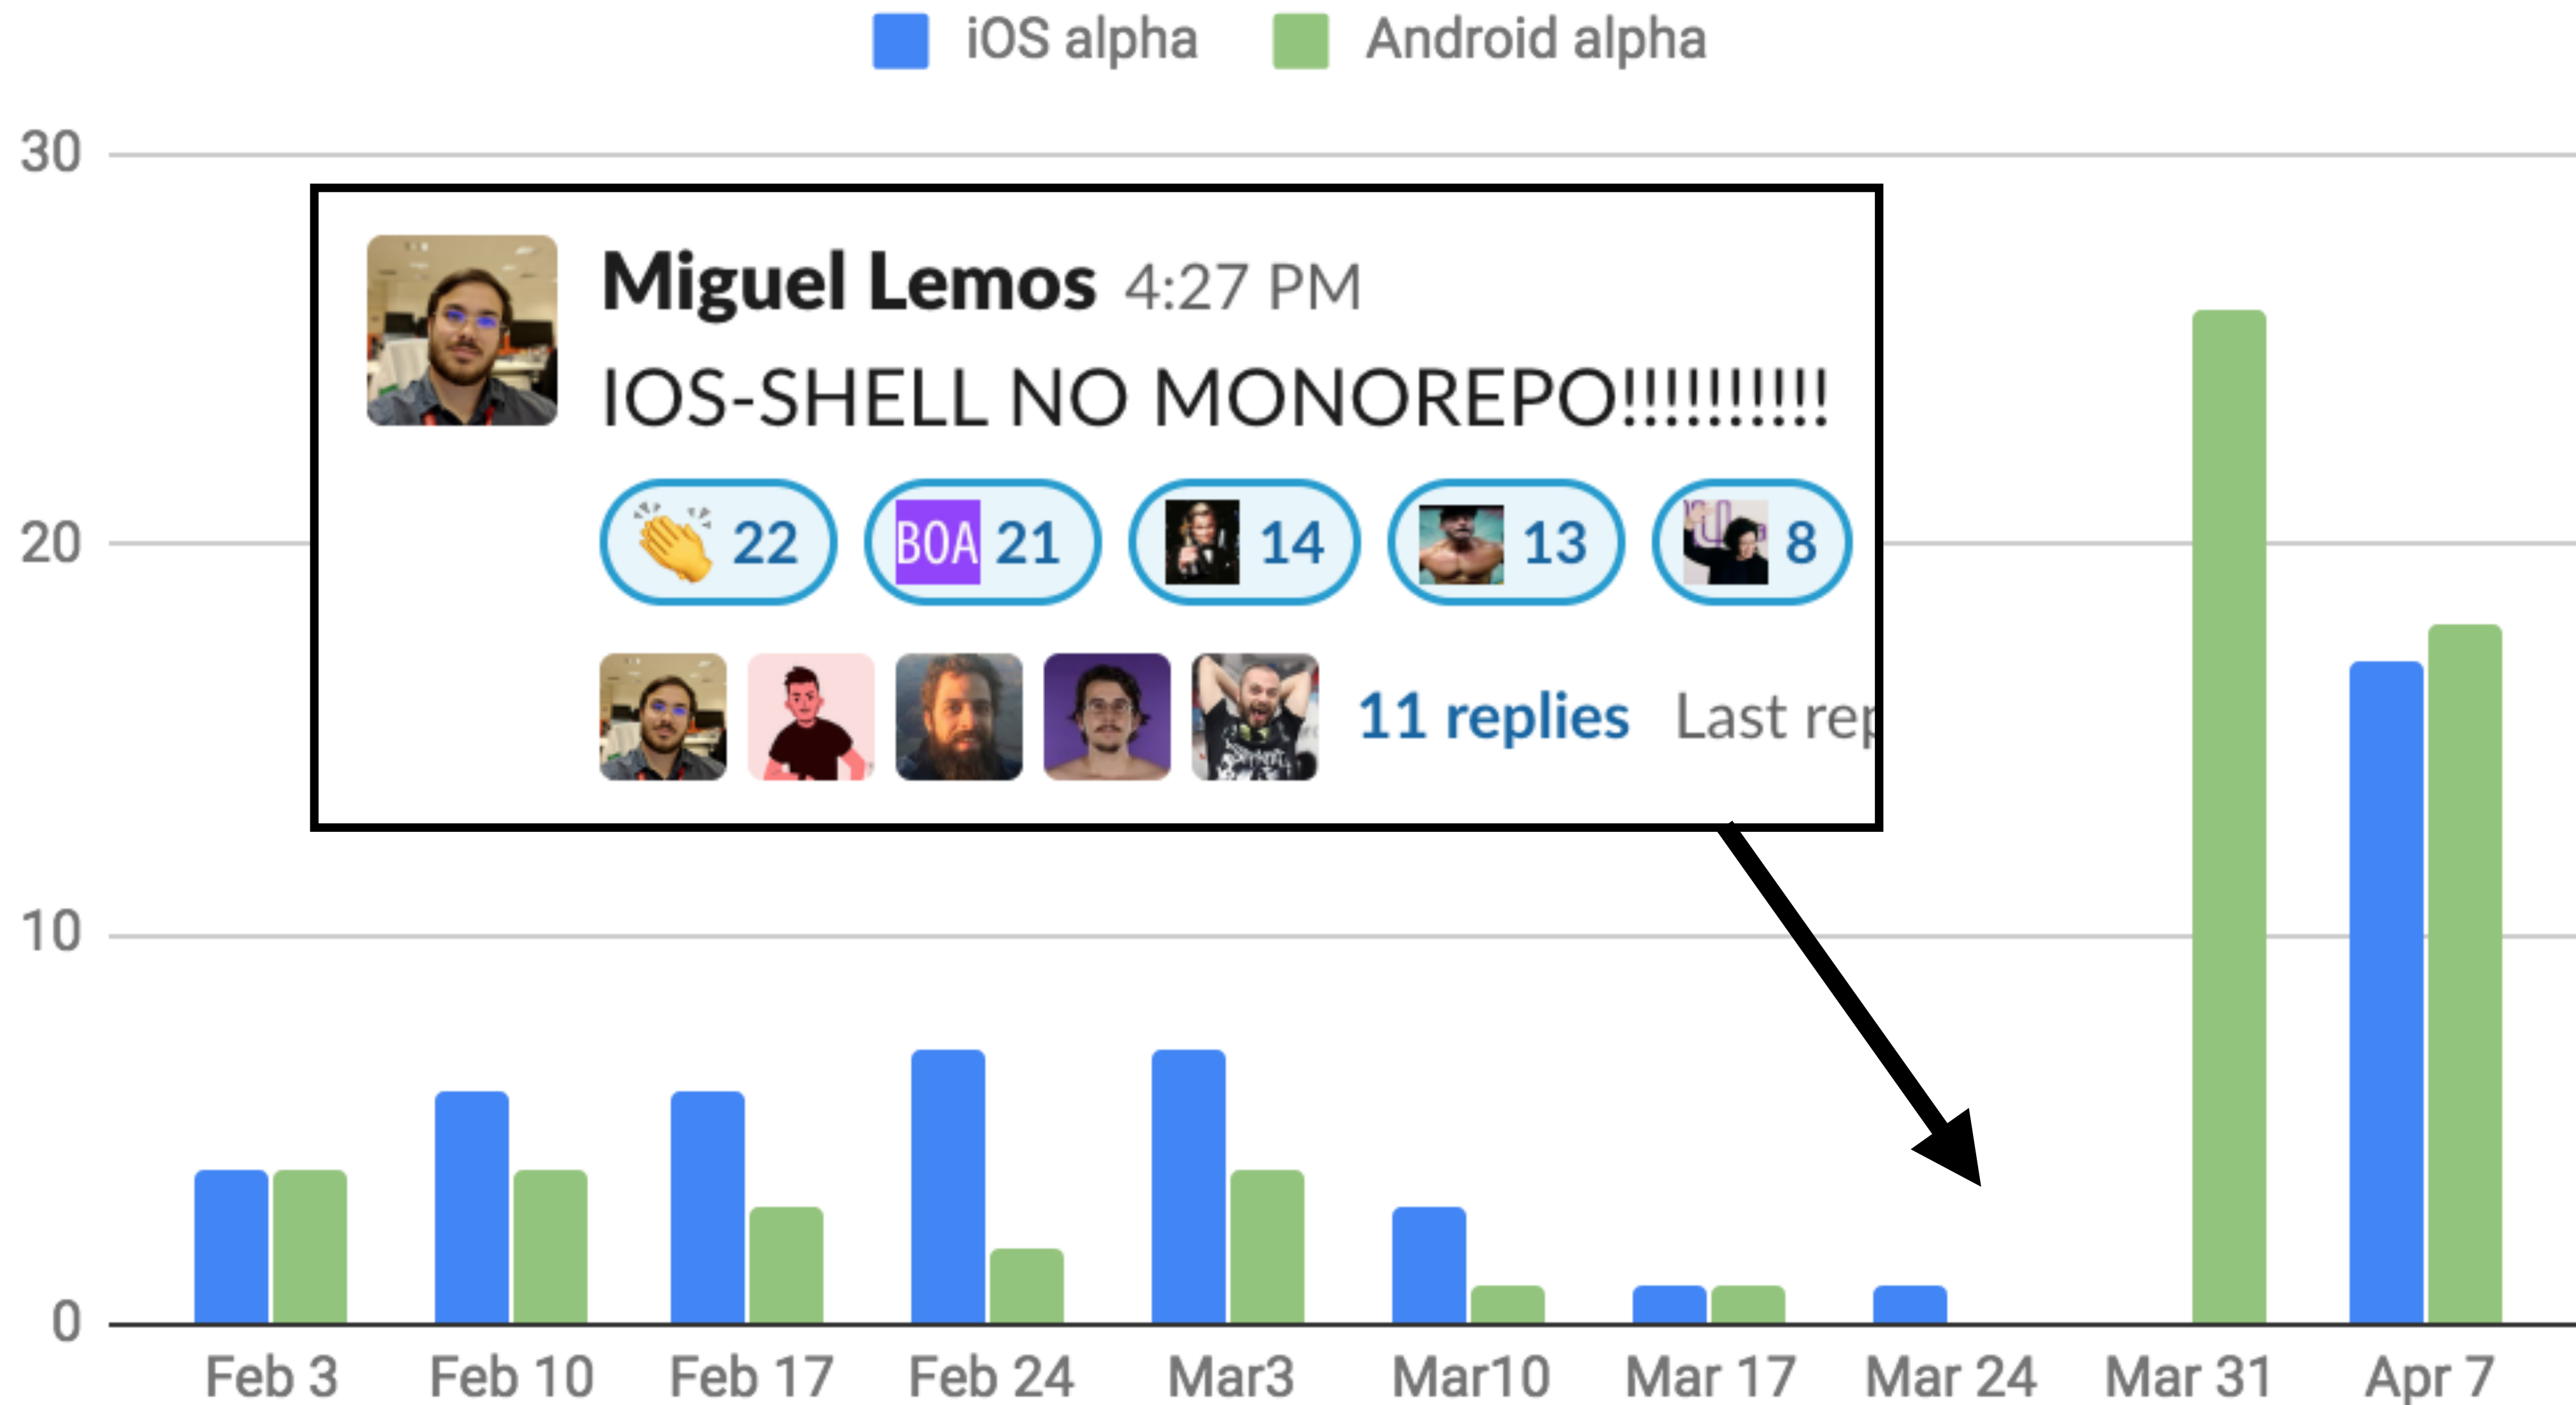 iOS alpha Android alpha
30
Miguel Lemos 4:27 PM
IOS-SHELL NO MONOREPO!!!!!!!!!!
20
22 BOA 21 14 13 8
11 replies Last rep
10
0
Feb 3 Feb 10 Feb 17 Feb 24 Mar3 Mar10 Mar 17 Mar 24 Mar 31 Apr 7